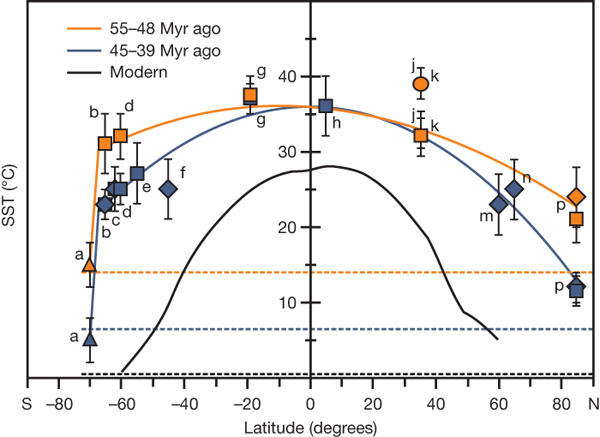 55–48 Myr ago
45–39 Myr ago
Modern
SST (°C)
40
30
20
10
a
a
b
b
c
d
d
e
f
g
g
h
j
k
j
k
m
n
p
p
S
–80
–60
–40
–20
0
20
40
60
80
N
Latitude (degrees)